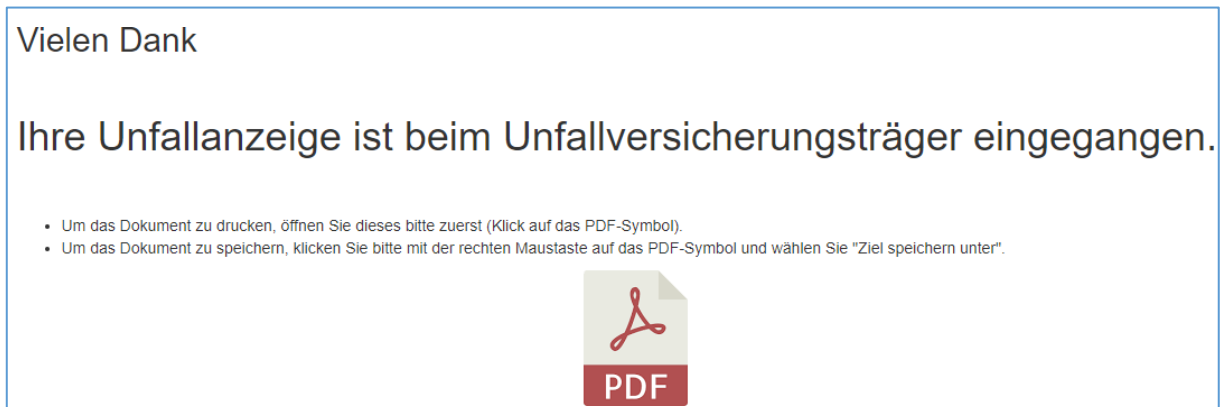 Vielen Dank
Ihre Unfallanzeige ist beim Unfallversicherungsträger eingegangen.
• Um das Dokument zu drucken, öffnen Sie dieses bitte zuerst (Klick auf das PDF-Symbol).
• Um das Dokument zu speichern, klicken Sie bitte mit der rechten Maustaste auf das PDF-Symbol und wählen Sie "Ziel speichern unter".
PDF